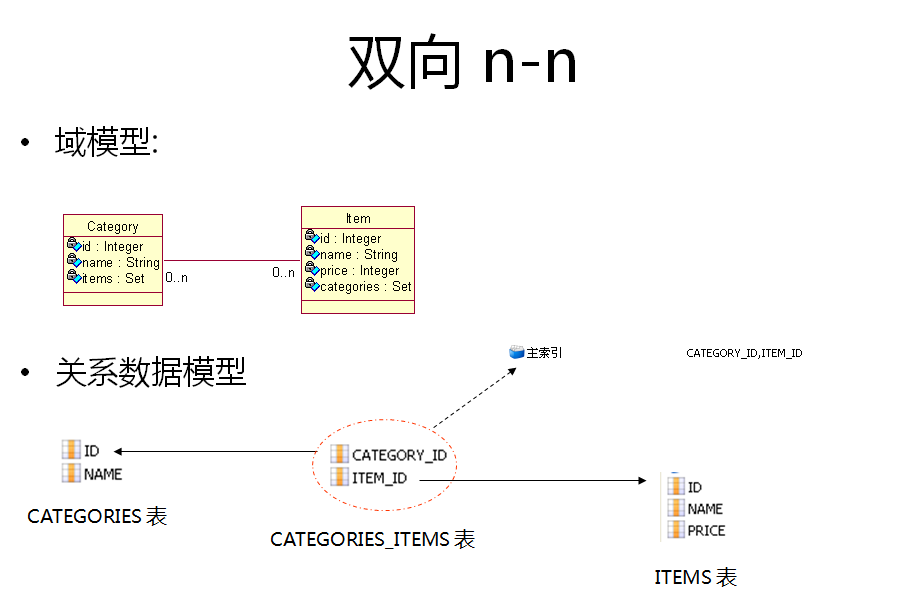 双向 n-n
• 域模型:
Category
id : Integer
name : String
items : Set
0..n
0..n
Item
id : Integer
name : String
price : Integer
categories : Set
• 关系数据模型
主索引
CATEGORY_ID,ITEM_ID
ID
NAME
CATEGORIES 表
CATEGORY_ID
ITEM_ID
CATEGORIES_ITEMS 表
ID
NAME
PRICE
ITEMS 表